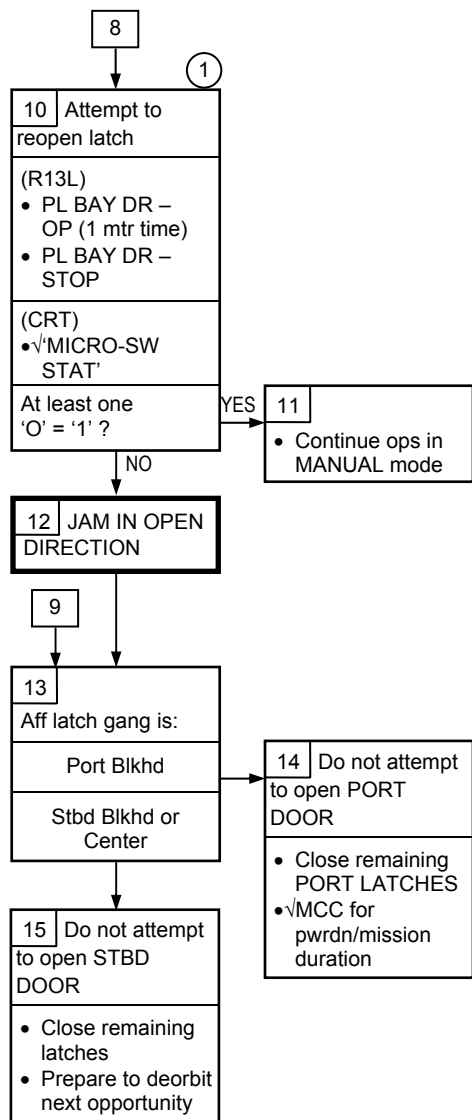 8
1
10 Attempt to
reopen latch
(R13L)
• PL BAY DR –
OP (1 mtr time)
• PL BAY DR –
STOP
(CRT)
•√‘MICRO-SW
STAT’
At least one
‘O’ = ‘1’ ?
YES
11
• Continue ops in
MANUAL mode
NO
12 JAM IN OPEN
DIRECTION
9
13
Aff latch gang is:
Port Blkhd
Stbd Blkhd or
Center
14 Do not attempt
to open PORT
DOOR
• Close remaining
PORT LATCHES
•√MCC for
pwrdn/mission
duration
15 Do not attempt
to open STBD
DOOR
• Close remaining
latches
• Prepare to deorbit
next opportunity